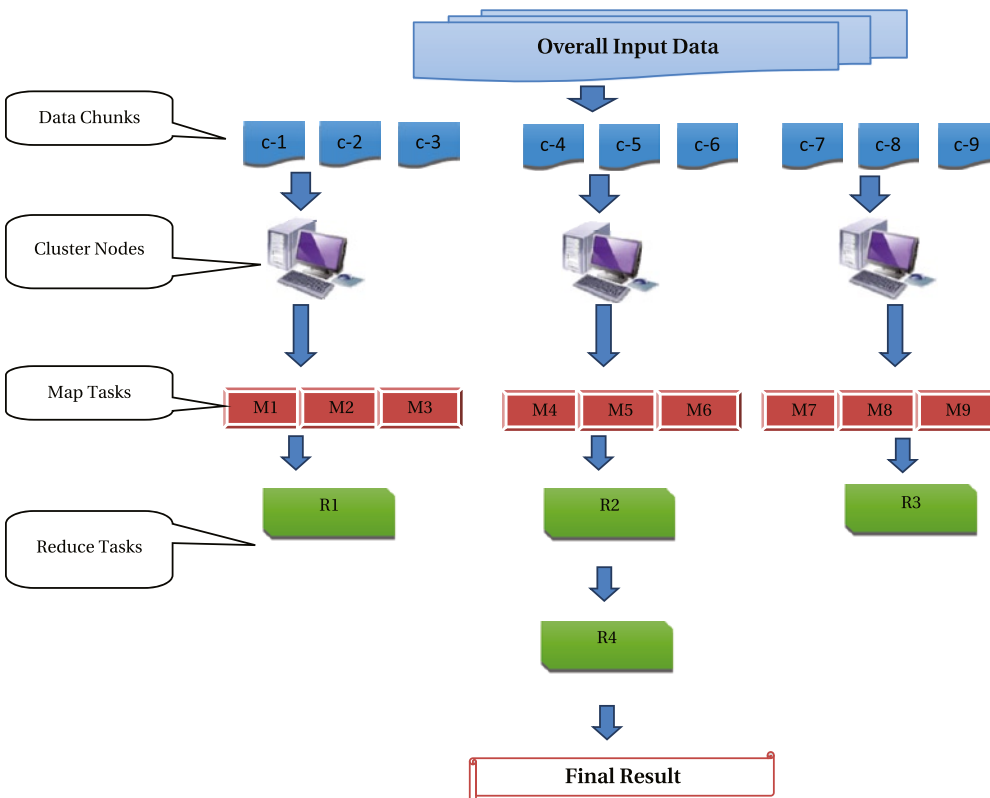 Overall Input Data
Data Chunks
c-1 c-2 c-3 c-4 c-5 c-6 c-7 c-8 c-9
Cluster Nodes
Map Tasks
M1 M2 M3 M4 M5 M6 M7 M8 M9
R1 R2 R3
Reduce Tasks
R4
Final Result